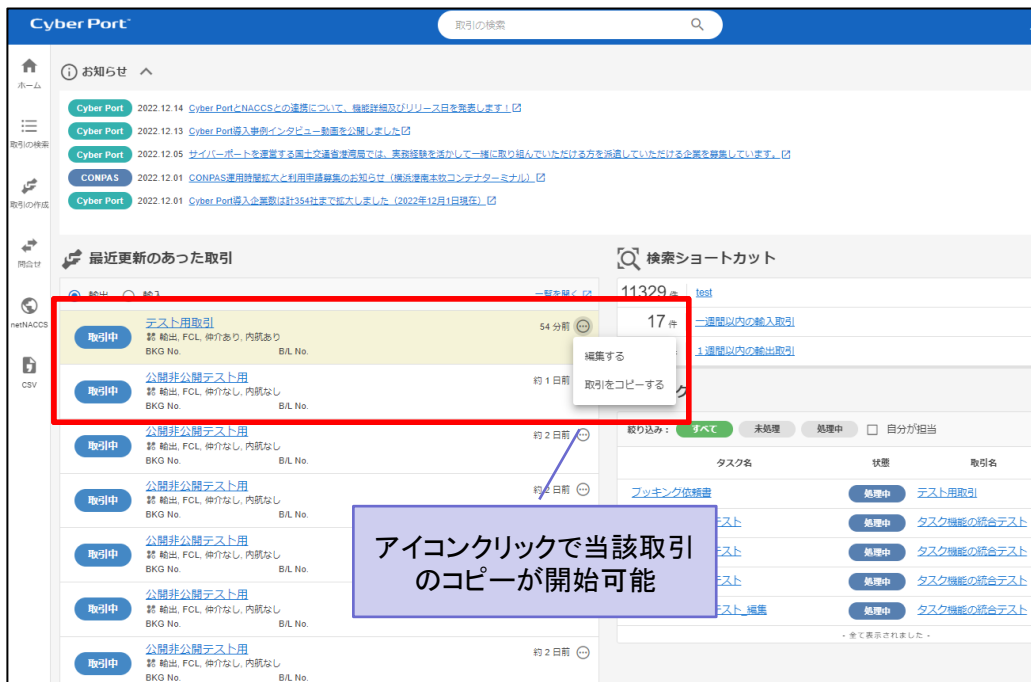 Cyber Port
取引の検索
ホーム
取引の検索
取引の作成
問合せ
netNACCS
CSV
お知らせ
Cyber Port 2022.12.14 Cyber PortとNACCSとの連携について、機能詳細及びリリース日を発表します!
Cyber Port 2022.12.13 Cyber Port導入事例インタビュー動画を公開しました
Cyber Port 2022.12.05 サイバーポートを運営する国土交通省港湾局では、実務経験を活かして一緒に取り組んでいただける方を派遣していただける企業を募集しています。
CONPAS 2022.12.01 CONPAS運用時間拡大と利用申請募集のお知らせ(横浜港南本牧コンテナターミナル)
Cyber Port 2022.12.01 Cyber Port導入企業数は計354社まで拡大しました(2022年12月1日現在)
最近更新のあった取引
輸出 輸入 一覧を開く
取引中 テスト用取引 54 分前
輸出, FCL, 仲介あり, 内航あり
BKG No. B/L No.
編集する
取引をコピーする
取引中 公開非公開テスト用 約 1 日前
輸出, FCL, 仲介なし, 内航なし
BKG No. B/L No.
取引中 公開非公開テスト用 約 2 日前
輸出, FCL, 仲介なし, 内航なし
BKG No. B/L No.
取引中 公開非公開テスト用 約 2 日前
輸出, FCL, 仲介なし, 内航なし
BKG No. B/L No.
取引中 公開非公開テスト用
輸出, FCL, 仲介なし, 内航なし
BKG No. B/L No.
取引中 公開非公開テスト用
輸出, FCL, 仲介なし, 内航なし
BKG No. B/L No.
取引中 公開非公開テスト用 約 2 日前
輸出, FCL, 仲介なし, 内航なし
BKG No. B/L No.
アイコンクリックで当該取引
のコピーが開始可能
検索ショートカット
11329 件 test
17 件 一週間以内の輸入取引
1週間以内の輸出取引
ク
絞り込み: すべて 未処理 処理中 自分が担当
タスク名 状態 取引名
ブッキング依頼書 処理中 テスト用取引
テスト 処理中 タスク機能の統合テスト
テスト 処理中 タスク機能の統合テスト
テスト 処理中 タスク機能の統合テスト
テスト_編集 処理中 タスク機能の統合テスト
- 全て表示されました -